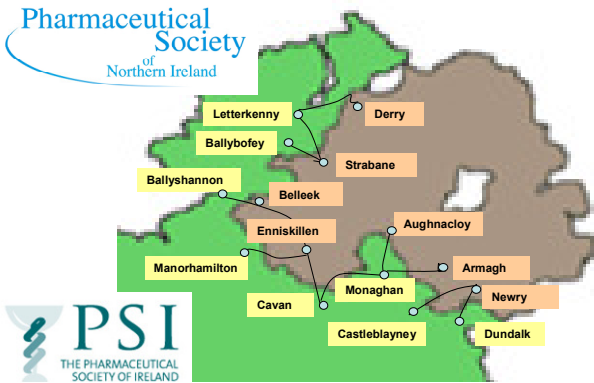 Pharmaceutical
Society
of
Northern Ireland
Letterkenny
Derry
Ballybofey
Strabane
Ballyshannon
Belleek
Aughnacloy
Enniskillen
Manorhamilton
Armagh
Monaghan
Newry
Cavan
Castleblayney
Dundalk
PSI
THE PHARMACEUTICAL
SOCIETY OF IRELAND